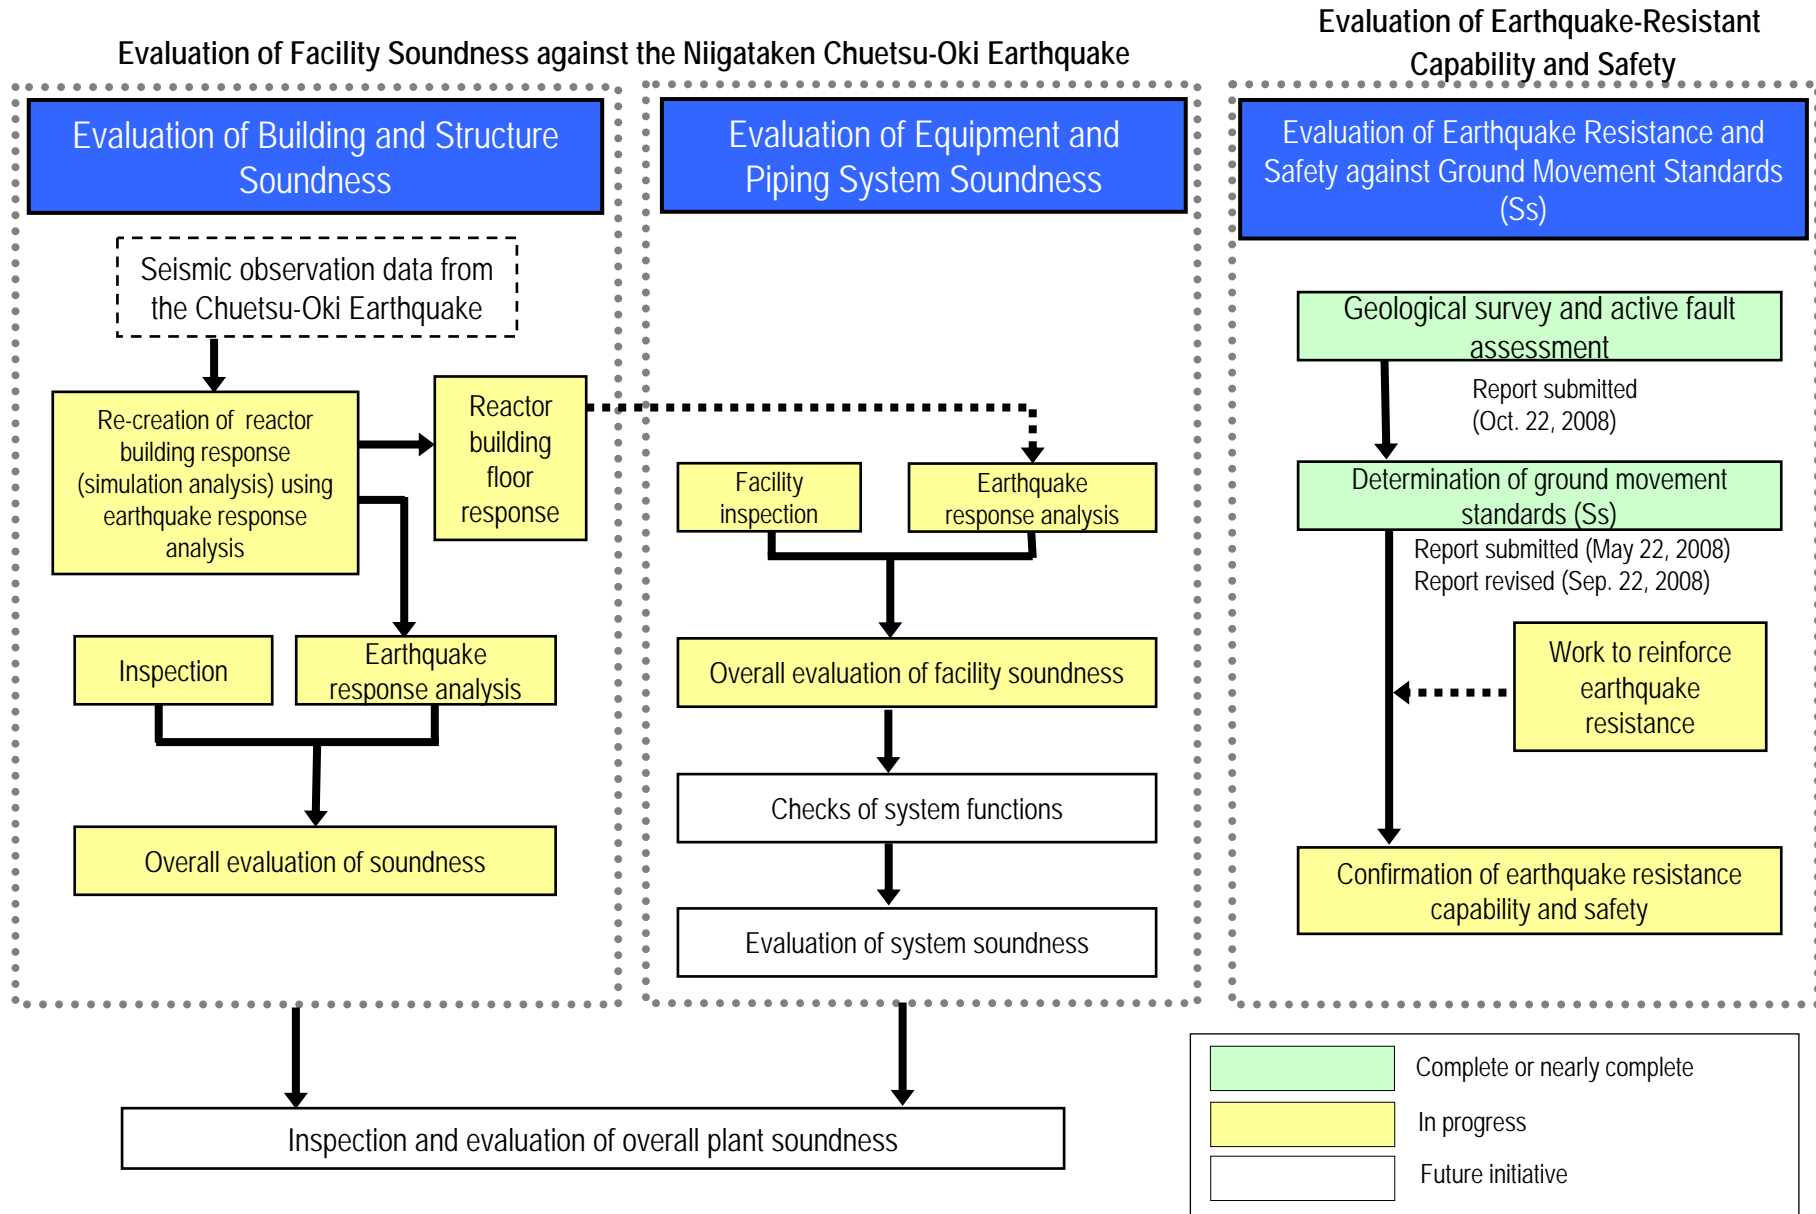 Evaluation of Facility Soundness against the Niigataken Chuetsu-Oki Earthquake
Evaluation of Building and Structure
Soundness
Seismic observation data from
the Chuetsu-Oki Earthquake
Re-creation of reactor
building response
(simulation analysis) using
earthquake response
analysis
Reactor
building
floor
response
Inspection
Earthquake
response analysis
Overall evaluation of soundness
Evaluation of Equipment and
Piping System Soundness
Facility
inspection
Earthquake
response analysis
Overall evaluation of facility soundness
Checks of system functions
Evaluation of system soundness
Inspection and evaluation of overall plant soundness
Evaluation of Earthquake-Resistant
Capability and Safety
Evaluation of Earthquake Resistance and
Safety against Ground Movement Standards
(Ss)
Geological survey and active fault
assessment
Report submitted
(Oct. 22, 2008)
Determination of ground movement
standards (Ss)
Report submitted (May 22, 2008)
Report revised (Sep. 22, 2008)
Work to reinforce
earthquake
resistance
Confirmation of earthquake resistance
capability and safety
Complete or nearly complete
In progress
Future initiative